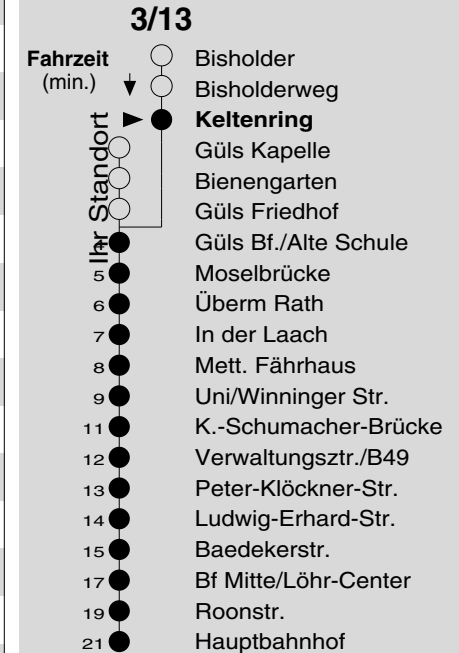 3/13
Fahrzeit
(min.)
Ihr Standort
Bisholder
Bisholderweg
Keltenring
Güls Kapelle
Bienengarten
Güls Friedhof
4 Güls Bf./Alte Schule
5 Moselbrücke
6 Überm Rath
7 In der Laach
8 Mett. Fährhaus
9 Uni/Winninger Str.
11 K.-Schumacher-Brücke
12 Verwaltungsztr./B49
13 Peter-Klöckner-Str.
14 Ludwig-Erhard-Str.
15 Baedekerstr.
17 Bf Mitte/Löhr-Center
19 Roonstr.
21 Hauptbahnhof